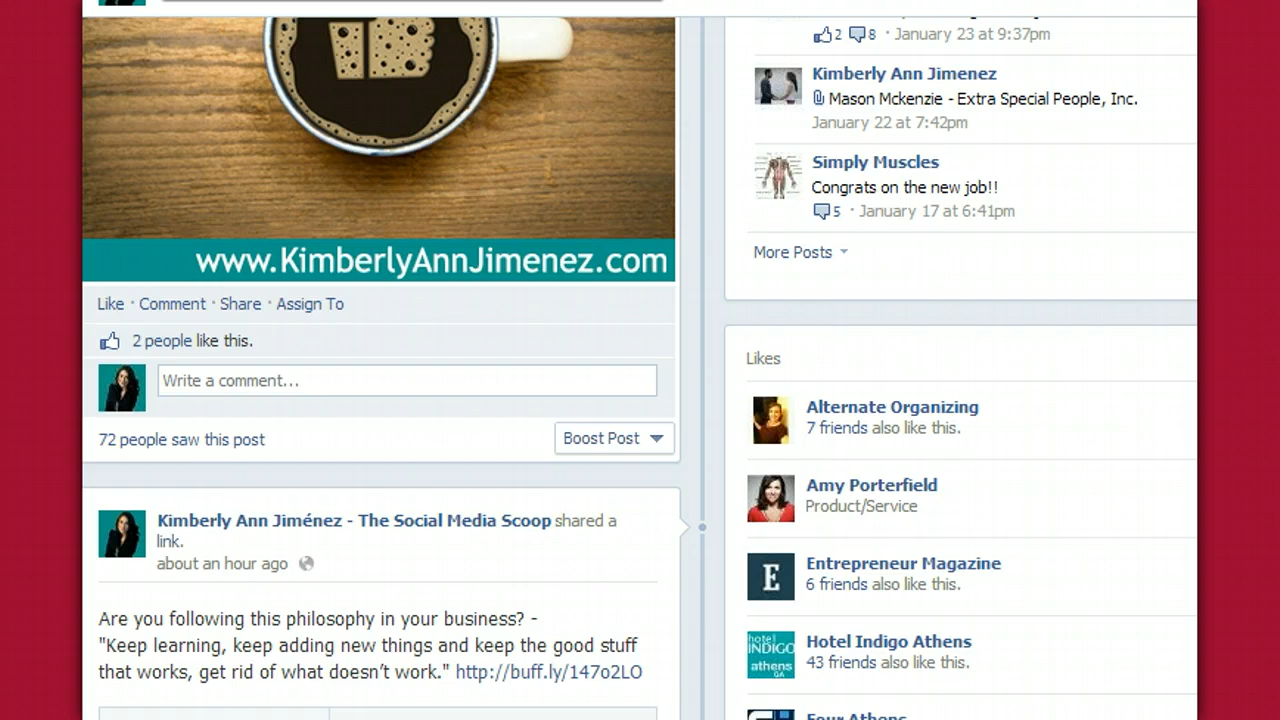 www.KimberlyAnnJimenez.com
Like · Comment · Share · Assign To
2 people like this.
Write a comment...
72 people saw this post
Boost Post
Kimberly Ann Jiménez - The Social Media Scoop shared a
link.
about an hour ago
Are you following this philosophy in your business? -
"Keep learning, keep adding new things and keep the good stuff
that works, get rid of what doesn't work." http://buff.ly/147o2LO
2 8 · January 23 at 9:37pm
Kimberly Ann Jimenez
Mason Mckenzie - Extra Special People, Inc.
January 22 at 7:42pm
Simply Muscles
Congrats on the new job!!
5 · January 17 at 6:41pm
More Posts
Likes
Alternate Organizing
7 friends also like this.
Amy Porterfield
Product/Service
E
Entrepreneur Magazine
6 friends also like this.
hotel
INDIGO
athens
GA
Hotel Indigo Athens
43 friends also like this.
Four Athens